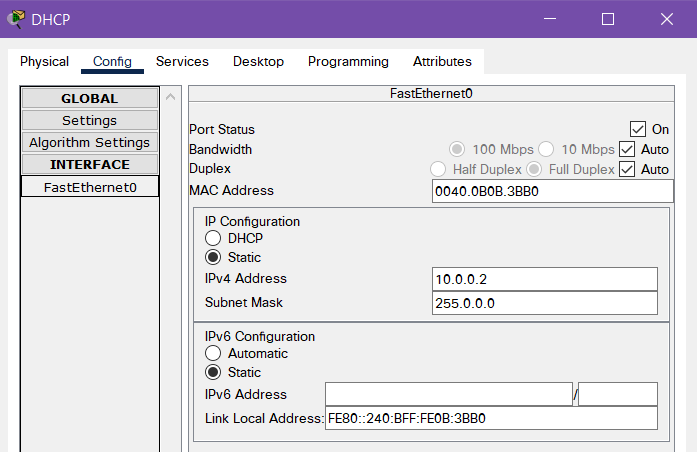 DHCP
Physical Config Services Desktop Programming Attributes
GLOBAL
Settings
Algorithm Settings
INTERFACE
FastEthernet0
FastEthernet0
Port Status On
Bandwidth 100 Mbps 10 Mbps Auto
Duplex Half Duplex Full Duplex Auto
MAC Address 0040.0B0B.3BB0
IP Configuration
DHCP
Static
IPv4 Address 10.0.0.2
Subnet Mask 255.0.0.0
IPv6 Configuration
Automatic
Static
IPv6 Address /
Link Local Address: FE80::240:BFF:FE0B:3BB0